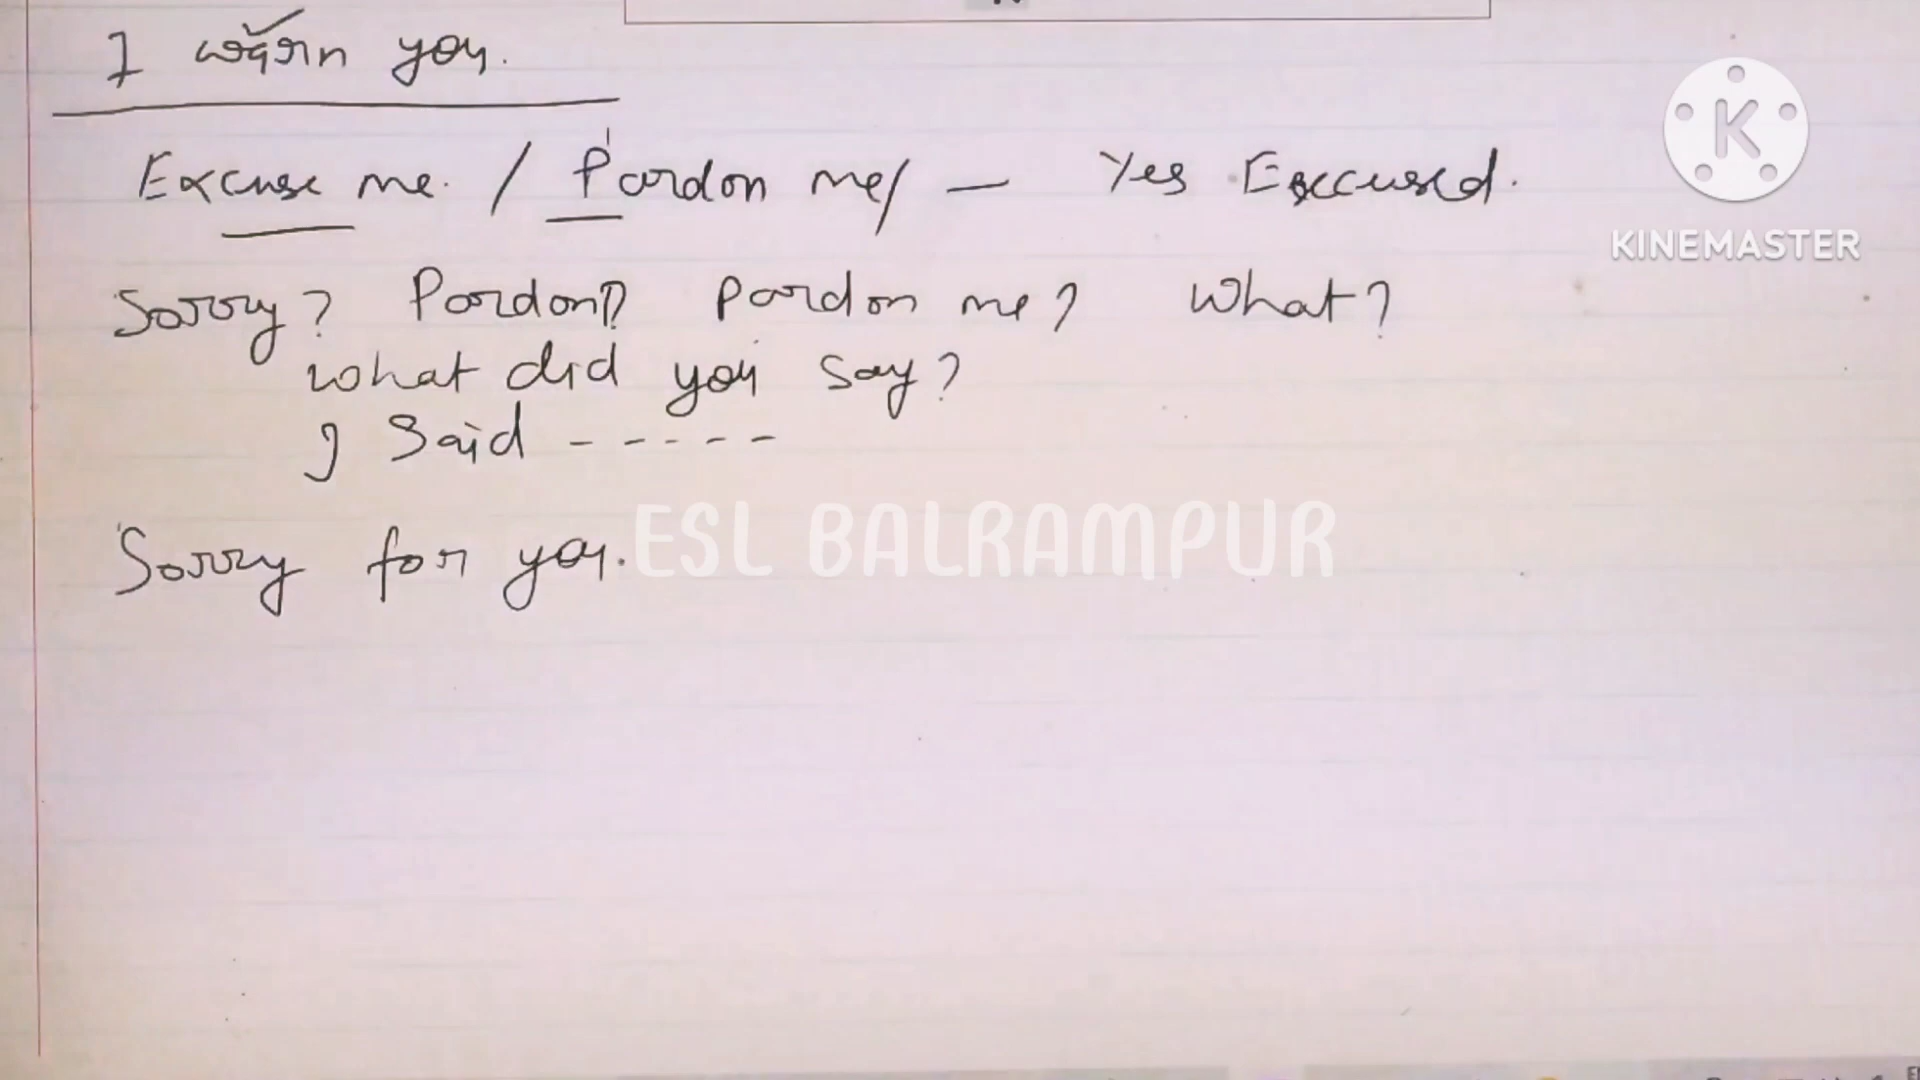 I warn you.
Excuse me. / Pardon me/ — Yes Excused.
Sorry? Pardon? Pardon me? What?
What did you say?
I Said - - - - -
Sorry for you.
ESL BALRAMPUR
KINEMASTER